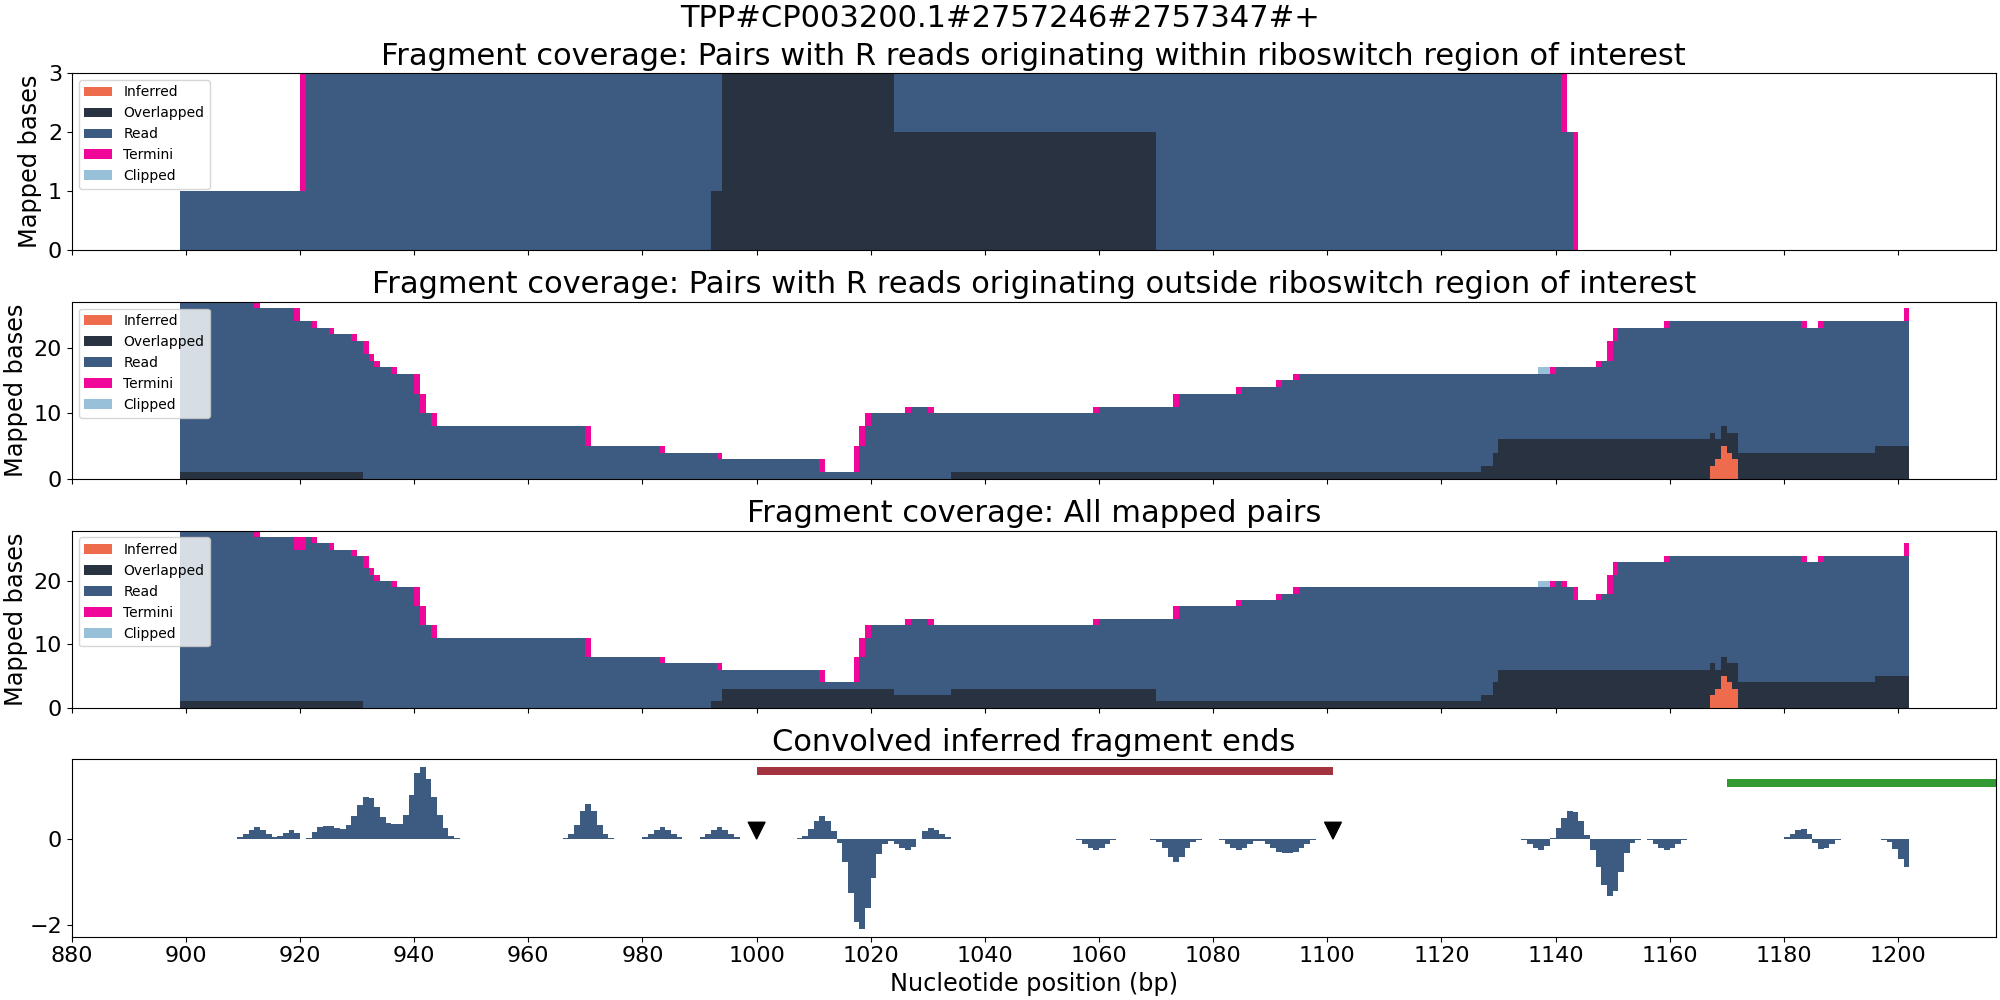 TPP#CP003200.1#2757246#2757347#+
Fragment coverage: Pairs with R reads originating within riboswitch region of interest
Mapped bases
3
2
1
0
Inferred
Overlapped
Read
Termini
Clipped
Fragment coverage: Pairs with R reads originating outside riboswitch region of interest
Mapped bases
20
10
0
Inferred
Overlapped
Read
Termini
Clipped
Fragment coverage: All mapped pairs
Mapped bases
20
10
0
Inferred
Overlapped
Read
Termini
Clipped
Convolved inferred fragment ends
0
−2
880 900 920 940 960 980 1000 1020 1040 1060 1080 1100 1120 1140 1160 1180 1200
Nucleotide position (bp)